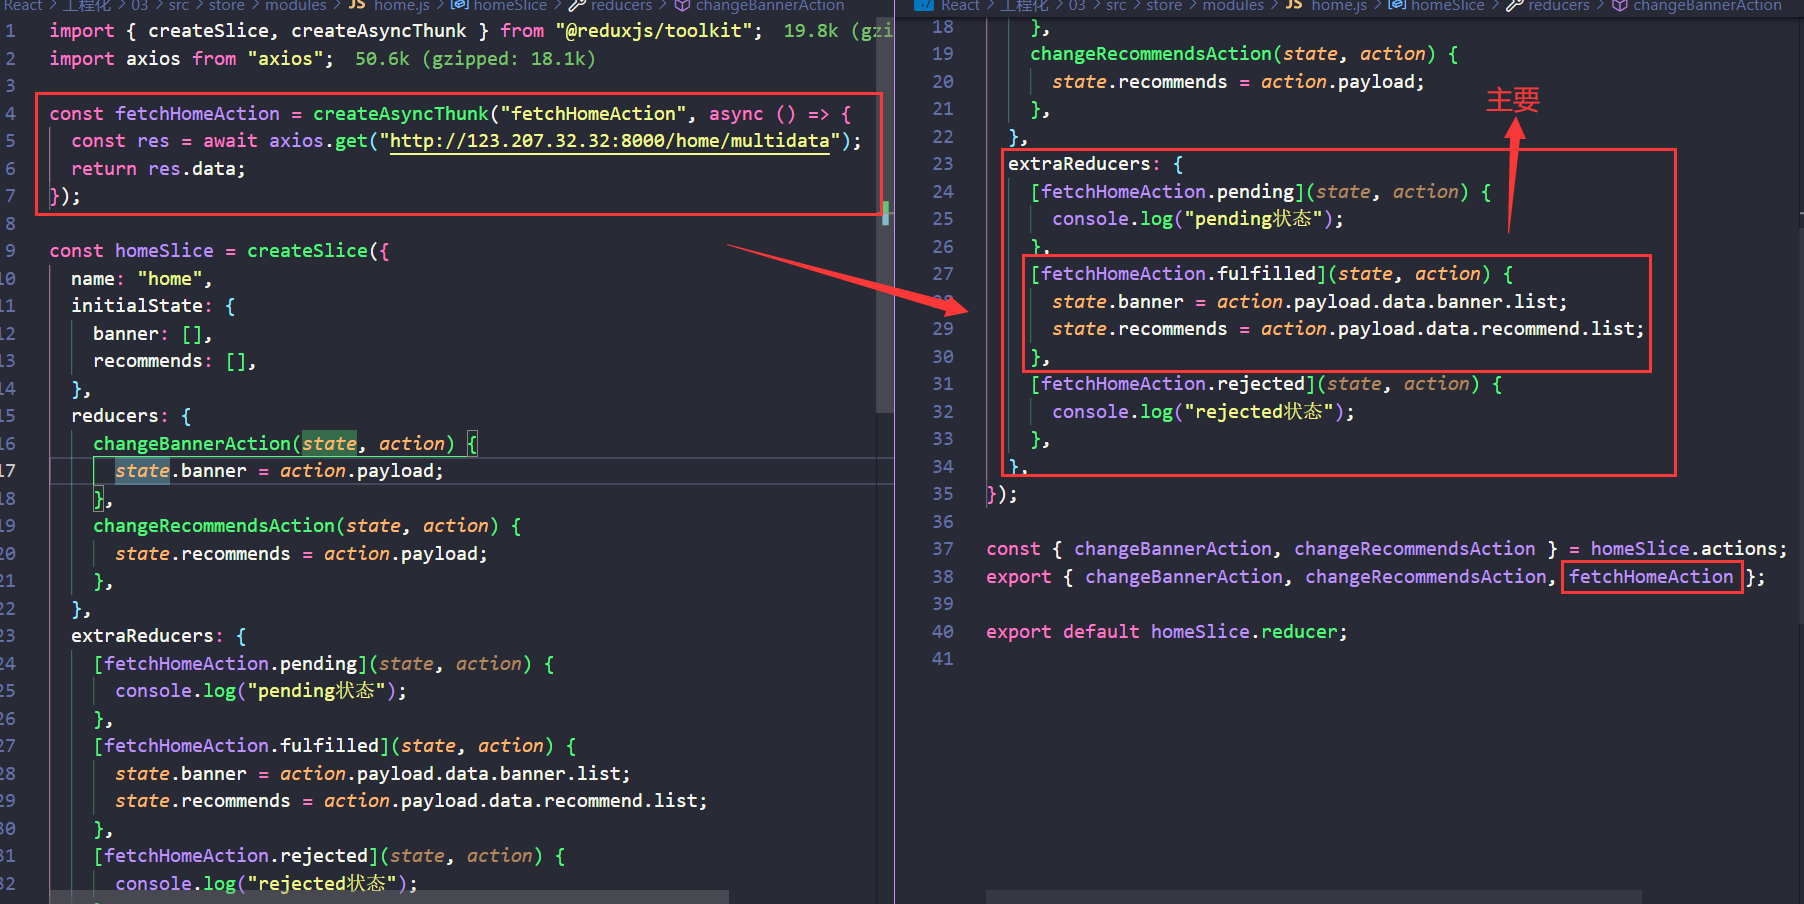 React > 工程化 > 03 > src > store > modules > JS home.js > homeSlice > reducers > changeBannerAction
1 import { createSlice, createAsyncThunk } from "@reduxjs/toolkit"; 19.8k (gzi
2 import axios from "axios"; 50.6k (gzipped: 18.1k)
3
4 const fetchHomeAction = createAsyncThunk("fetchHomeAction", async () => {
5 const res = await axios.get("http://123.207.32.32:8000/home/multidata");
6 return res.data;
7 });
8
9 const homeSlice = createSlice({
10 name: "home",
11 initialState: {
12 banner: [],
13 recommends: [],
14 },
15 reducers: {
16 changeBannerAction(state, action) {
17 state.banner = action.payload;
18 },
19 changeRecommendsAction(state, action) {
20 state.recommends = action.payload;
21 },
22 },
23 extraReducers: {
24 [fetchHomeAction.pending](state, action) {
25 console.log("pending状态");
26 },
27 [fetchHomeAction.fulfilled](state, action) {
28 state.banner = action.payload.data.banner.list;
29 state.recommends = action.payload.data.recommend.list;
30 },
31 [fetchHomeAction.rejected](state, action) {
32 console.log("rejected状态");
React > 工程化 > 03 > src > store > modules > JS home.js > homeSlice > reducers > changeBannerAction
18 },
19 changeRecommendsAction(state, action) {
20 state.recommends = action.payload;
主要
21 },
22 },
23 extraReducers: {
24 [fetchHomeAction.pending](state, action) {
25 console.log("pending状态");
26 },
27 [fetchHomeAction.fulfilled](state, action) {
28 state.banner = action.payload.data.banner.list;
29 state.recommends = action.payload.data.recommend.list;
30 },
31 [fetchHomeAction.rejected](state, action) {
32 console.log("rejected状态");
33 },
34 },
35 });
36
37 const { changeBannerAction, changeRecommendsAction } = homeSlice.actions;
38 export { changeBannerAction, changeRecommendsAction, fetchHomeAction };
39
40 export default homeSlice.reducer;
41